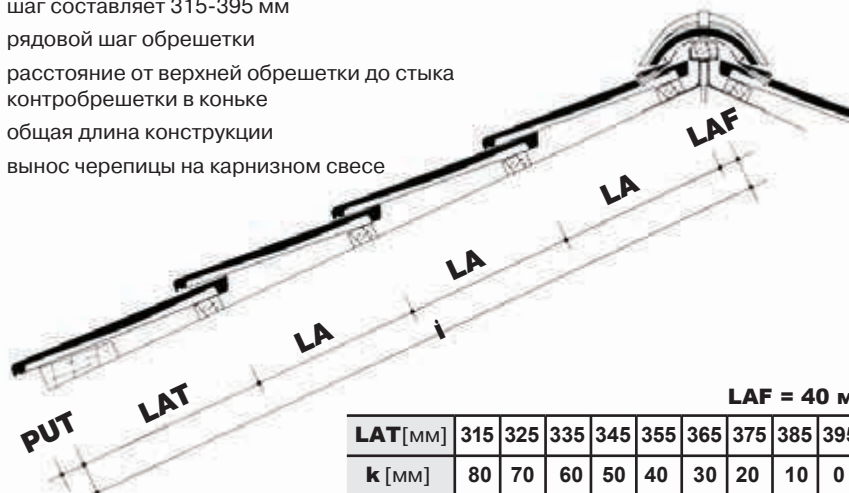 шаг составляет 315-395 мм
рядовой шаг обрешетки
расстояние от верхней обрешетки до стыка
контробрешетки в коньке
общая длина конструкции
вынос черепицы на карнизном свесе
LAF
LA
LA
i
LA
LAT
PUT
LAF = 40 м
LAT[мм] 315 325 335 345 355 365 375 385 395
k [мм] 80 70 60 50 40 30 20 10 0